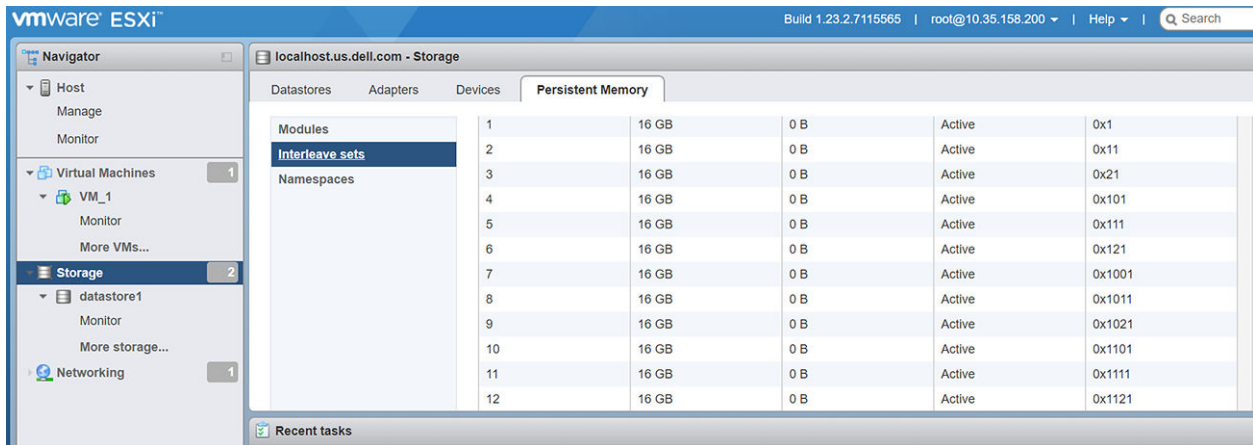 vmware ESXi™
Build 1.23.2.7115565 | root@10.35.158.200 | Help | Search
Navigator
Host
Manage
Monitor
Virtual Machines 1
VM_1
Monitor
More VMs...
Storage 2
datastore1
Monitor
More storage...
Networking 1
localhost.us.dell.com - Storage
Datastores Adapters Devices Persistent Memory
Modules
Interleave sets
Namespaces
1 16 GB 0 B Active 0x1
2 16 GB 0 B Active 0x11
3 16 GB 0 B Active 0x21
4 16 GB 0 B Active 0x101
5 16 GB 0 B Active 0x111
6 16 GB 0 B Active 0x121
7 16 GB 0 B Active 0x1001
8 16 GB 0 B Active 0x1011
9 16 GB 0 B Active 0x1021
10 16 GB 0 B Active 0x1101
11 16 GB 0 B Active 0x1111
12 16 GB 0 B Active 0x1121
Recent tasks